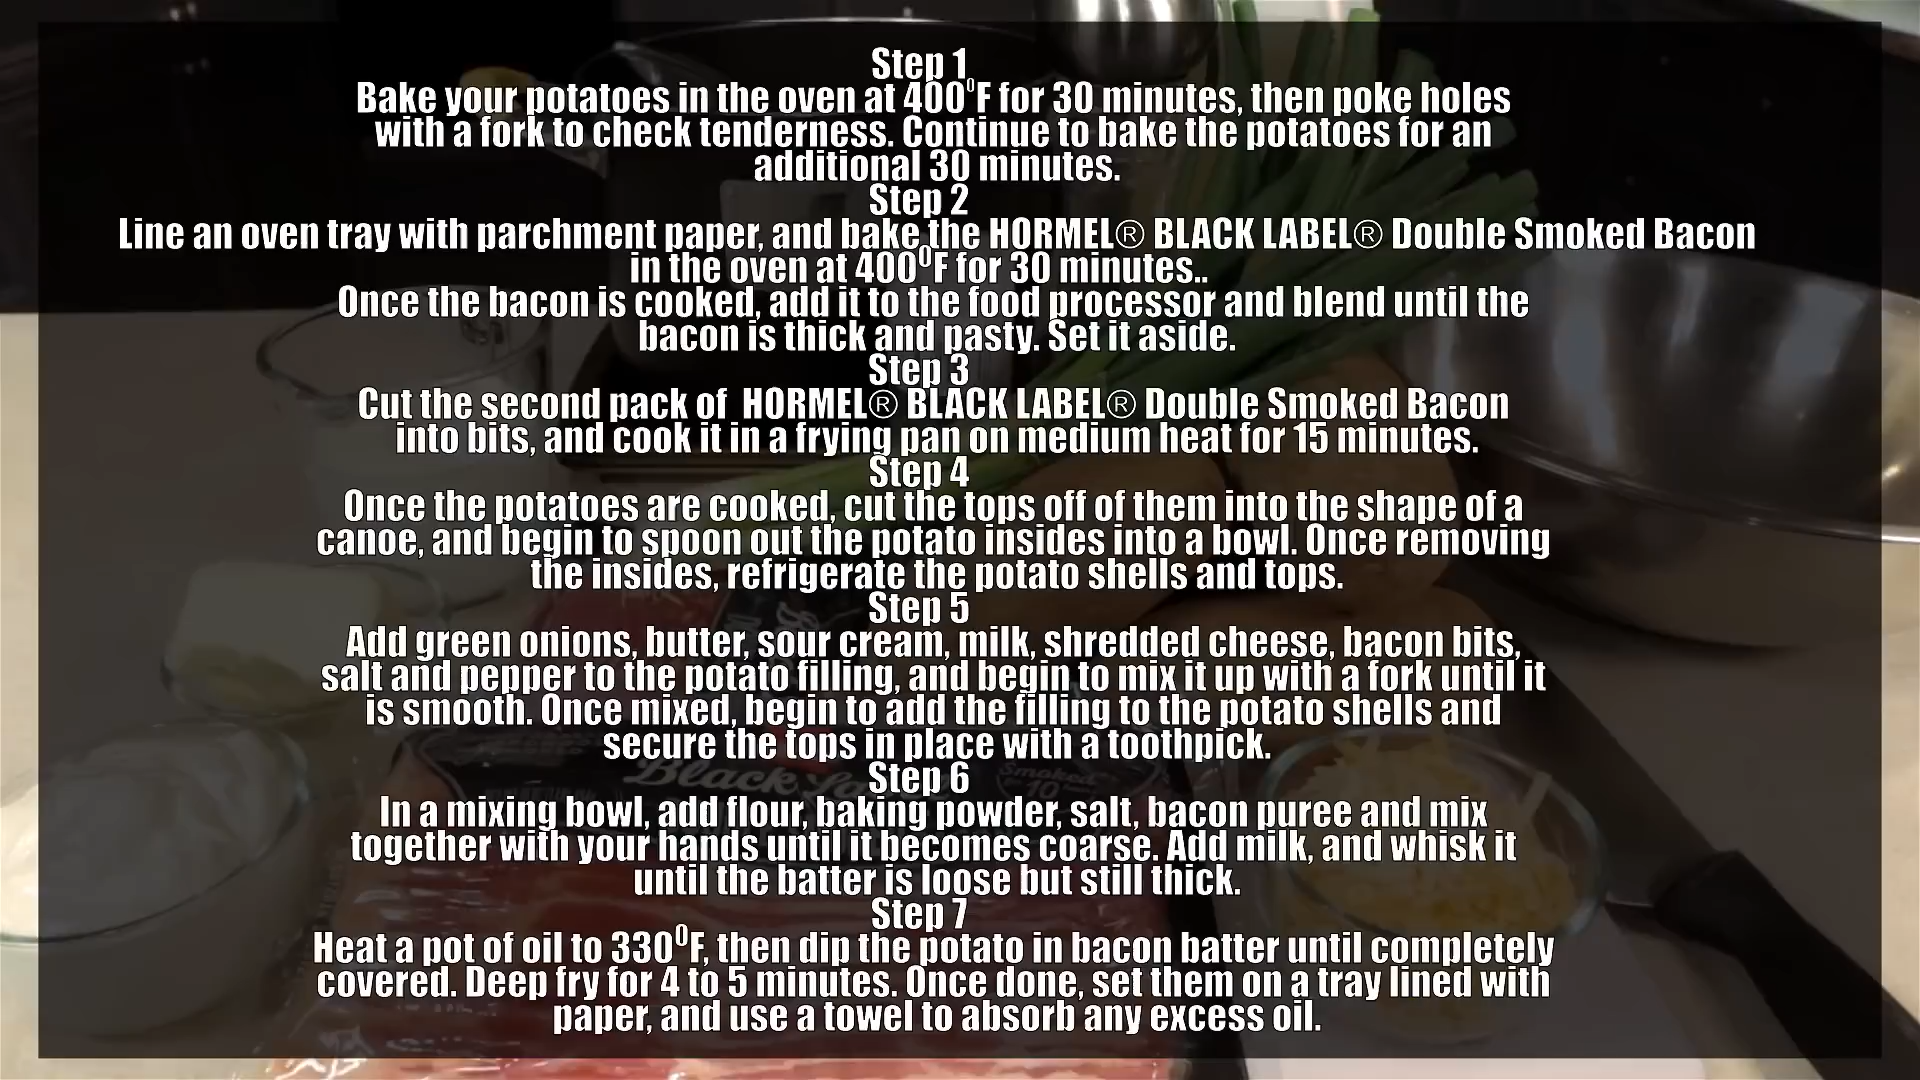 Step 1
Bake your potatoes in the oven at 400⁰F for 30 minutes, then poke holes
with a fork to check tenderness. Continue to bake the potatoes for an
additional 30 minutes.
Step 2
Line an oven tray with parchment paper, and bake the HORMEL® BLACK LABEL® Double Smoked Bacon
in the oven at 400⁰F for 30 minutes..
Once the bacon is cooked, add it to the food processor and blend until the
bacon is thick and pasty. Set it aside.
Step 3
Cut the second pack of HORMEL® BLACK LABEL® Double Smoked Bacon
into bits, and cook it in a frying pan on medium heat for 15 minutes.
Step 4
Once the potatoes are cooked, cut the tops off of them into the shape of a
canoe, and begin to spoon out the potato insides into a bowl. Once removing
the insides, refrigerate the potato shells and tops.
Step 5
Add green onions, butter, sour cream, milk, shredded cheese, bacon bits,
salt and pepper to the potato filling, and begin to mix it up with a fork until it
is smooth. Once mixed, begin to add the filling to the potato shells and
secure the tops in place with a toothpick.
Step 6
Black Label
Smoked
In a mixing bowl, add flour, baking powder, salt, bacon puree and mix
together with your hands until it becomes coarse. Add milk, and whisk it
until the batter is loose but still thick.
Step 7
Heat a pot of oil to 330⁰F, then dip the potato in bacon batter until completely
covered. Deep fry for 4 to 5 minutes. Once done, set them on a tray lined with
paper, and use a towel to absorb any excess oil.